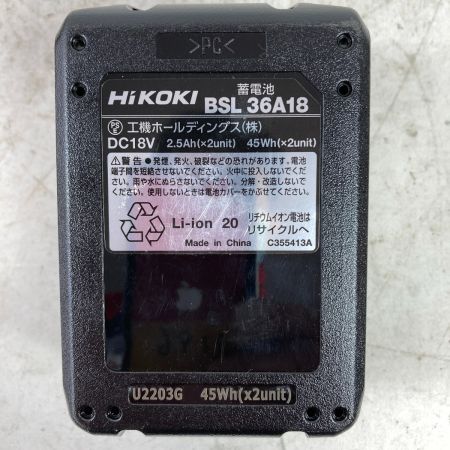 >PC<
HiKOKI 蓄電池
BSL 36A18
PSE 工機ホールディングス(株)
DC18V 2.5Ah(×2unit) 45Wh(×2unit)
⚠警告 ●発煙、発火、破裂などの恐れがあります。電池
端子間を短絡させないでください。火中に投入しないでくだ
さい。雨や水にぬらさないでください。分解・改造しないで
ください。使用しないときは電池カバーをかぶせてください。
Li-ion 20
リチウムイオン電池は
リサイクルへ
Made in China C355413A
U2203G 45Wh(x2unit)